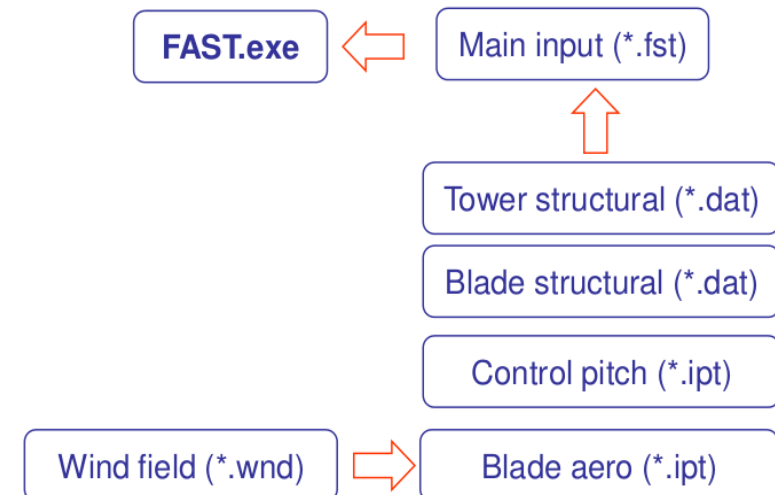 FAST.exe
Main input (*.fst)
Tower structural (*.dat)
Blade structural (*.dat)
Control pitch (*.ipt)
Wind field (*.wnd)
Blade aero (*.ipt)